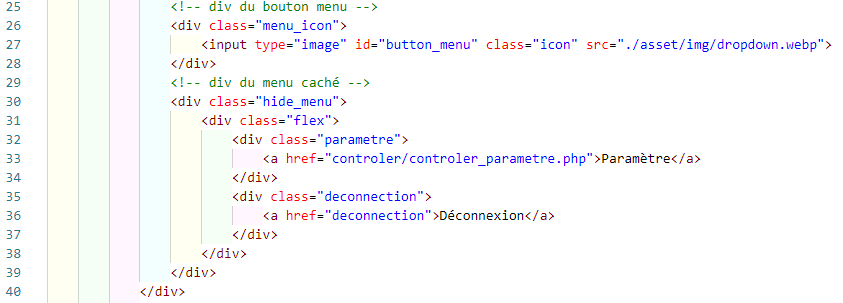 25 <!-- div du bouton menu -->
26 <div class="menu_icon">
27 <input type="image" id="button_menu" class="icon" src="./asset/img/dropdown.webp">
28 </div>
29 <!-- div du menu caché -->
30 <div class="hide_menu">
31 <div class="flex">
32 <div class="parametre">
33 <a href="controler/controler_parametre.php">Paramètre</a>
34 </div>
35 <div class="deconnection">
36 <a href="deconnection">Déconnexion</a>
37 </div>
38 </div>
39 </div>
40 </div>